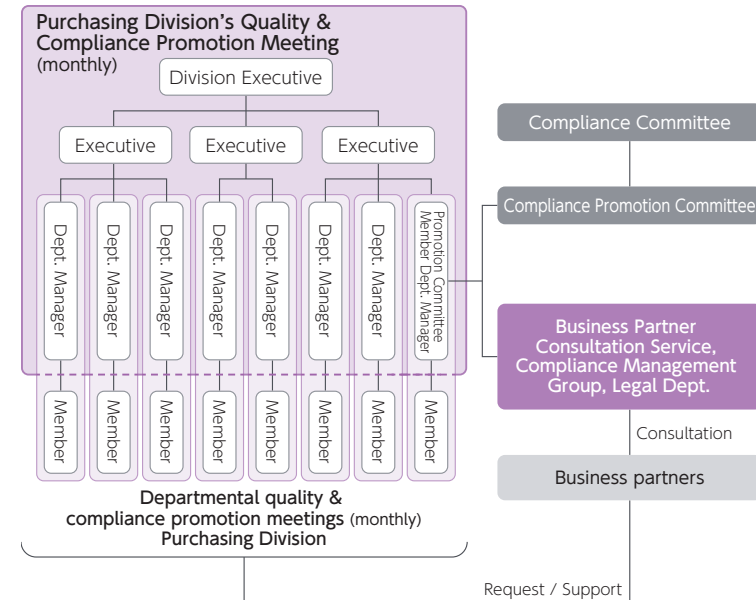 Purchasing Division’s Quality &
Compliance Promotion Meeting
(monthly)
Division Executive
Executive
Executive
Executive
Dept. Manager
Dept. Manager
Dept. Manager
Dept. Manager
Dept. Manager
Dept. Manager
Dept. Manager
Promotion Committee
Member Dept. Manager
Member
Member
Member
Member
Member
Member
Member
Member
Departmental quality &
compliance promotion meetings (monthly)
Purchasing Division
Compliance Committee
Compliance Promotion Committee
Business Partner
Consultation Service,
Compliance Management
Group, Legal Dept.
Consultation
Business partners
Request / Support